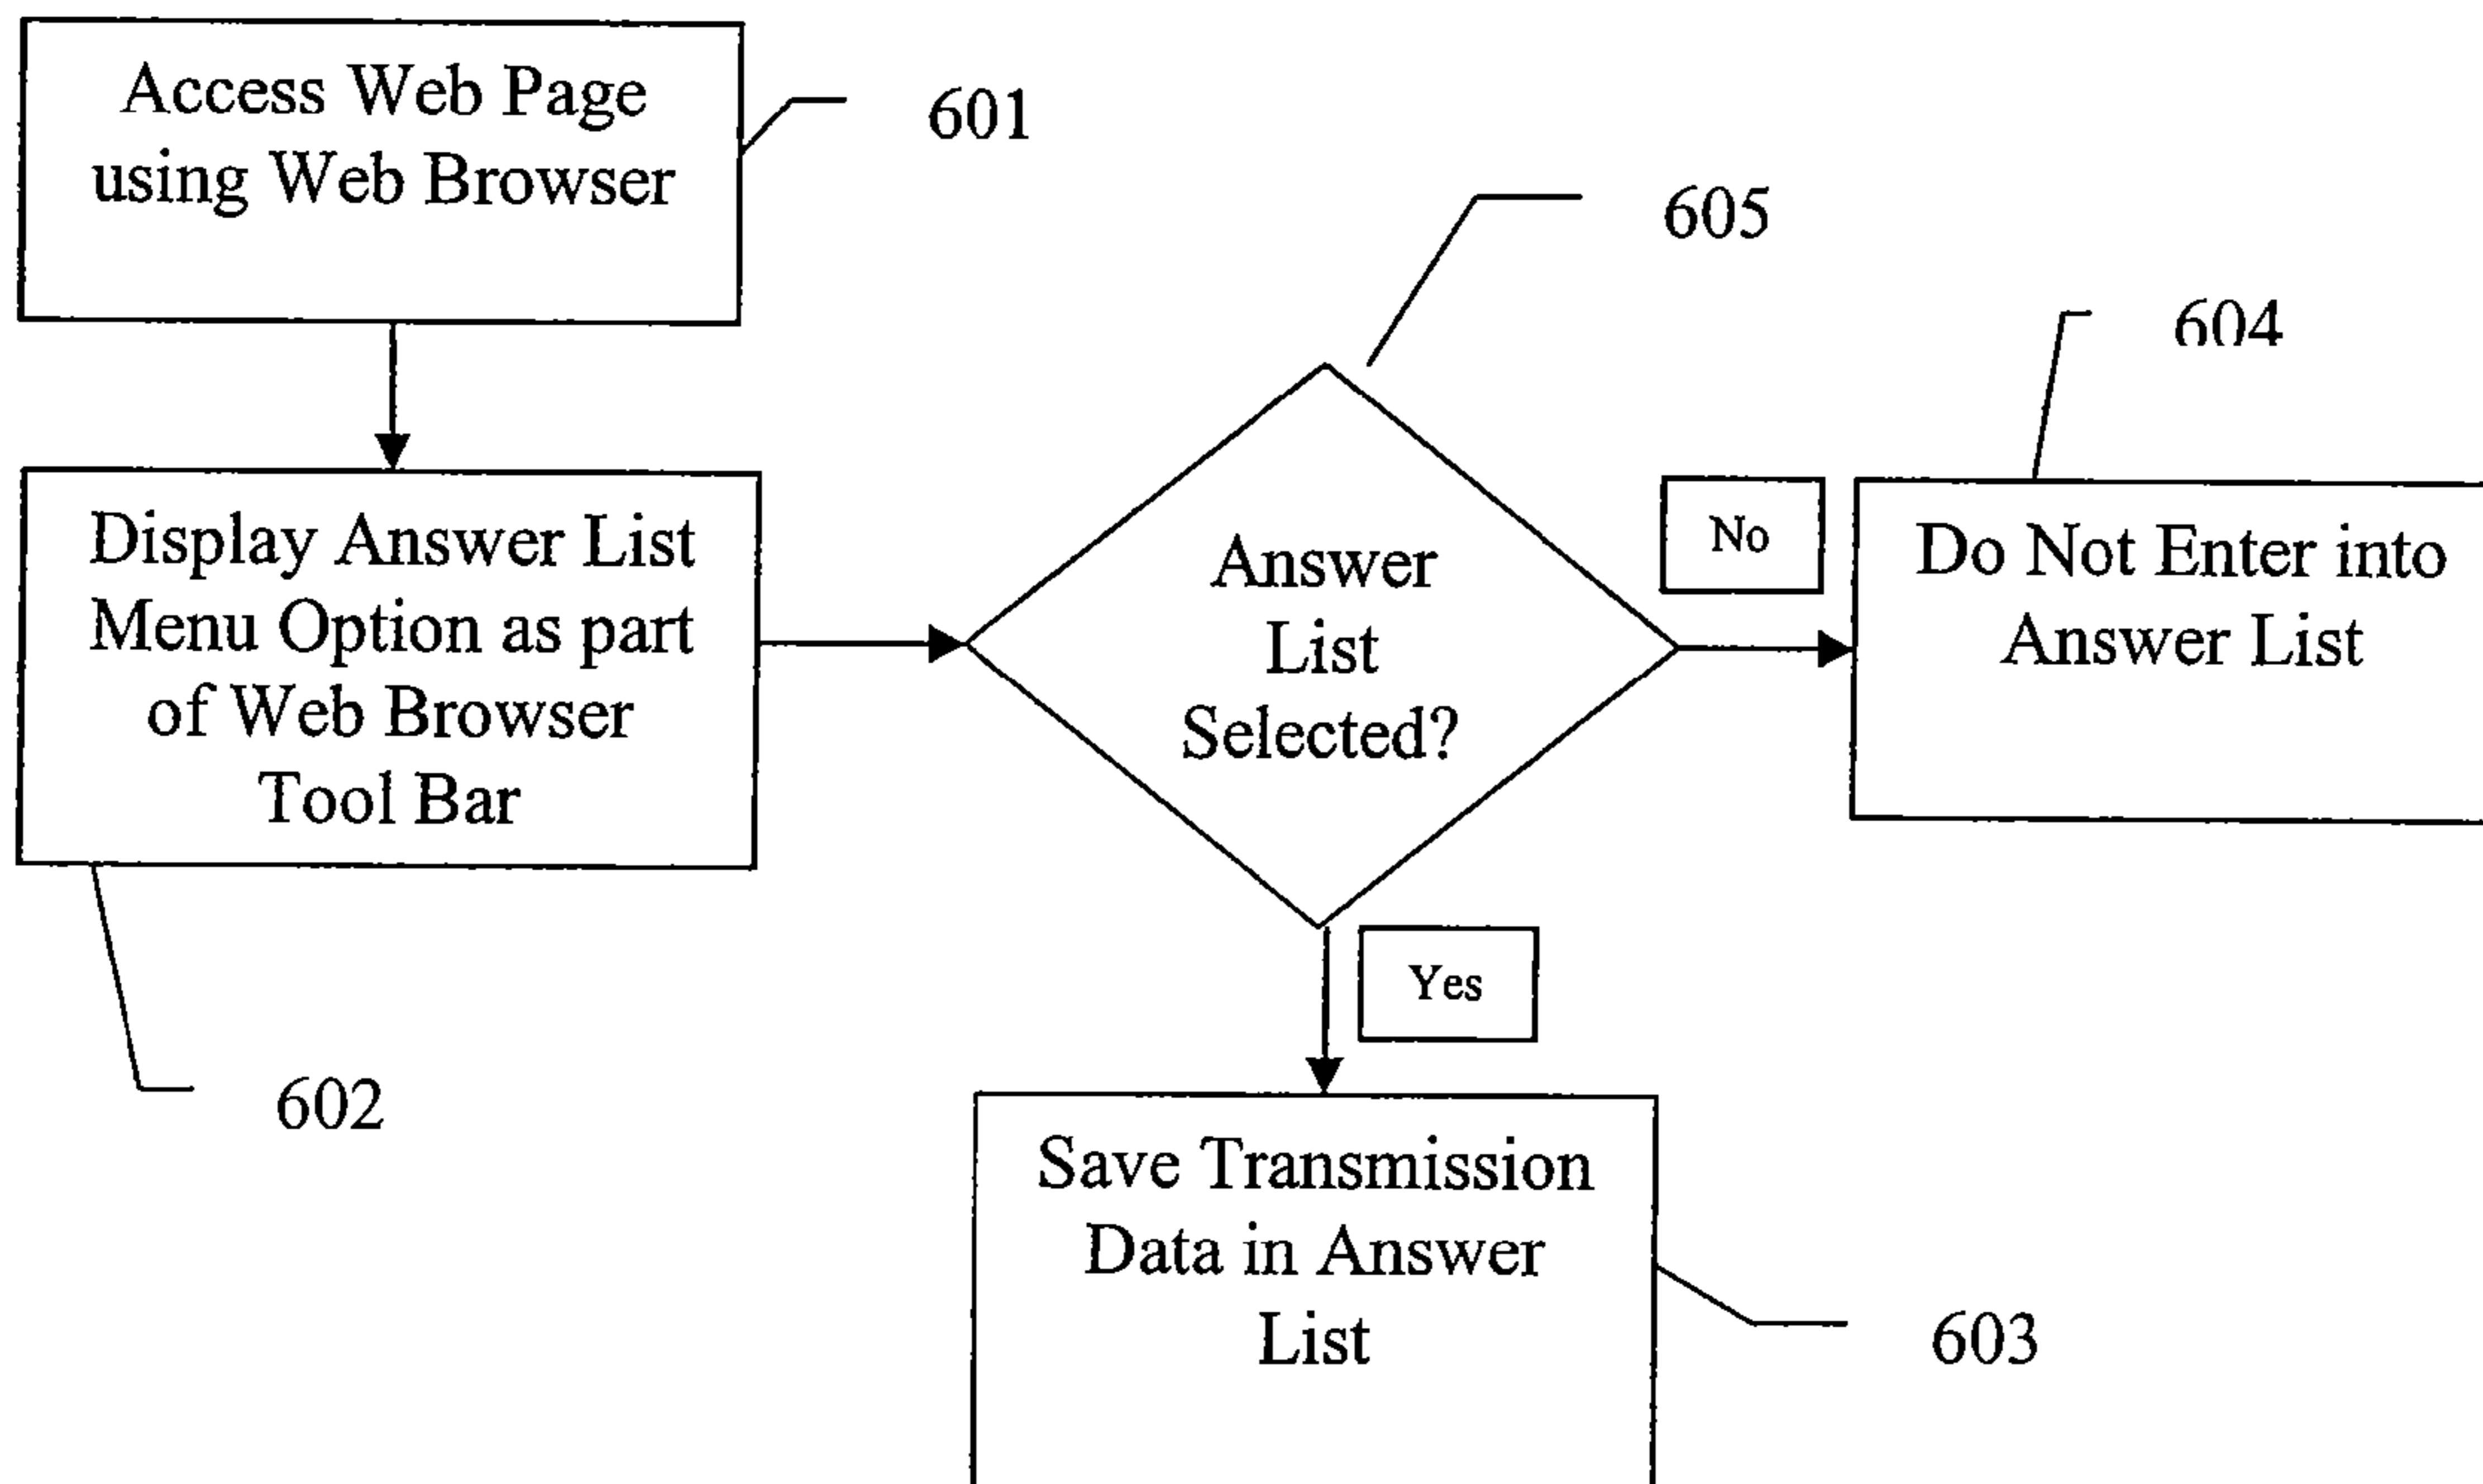 Access Web Page
using Web Browser
601
605
604
Display Answer List
Menu Option as part
of Web Browser
Tool Bar
Answer
List
Selected?
No
Do Not Enter into
Answer List
Yes
602
Save Transmission
Data in Answer
List
603